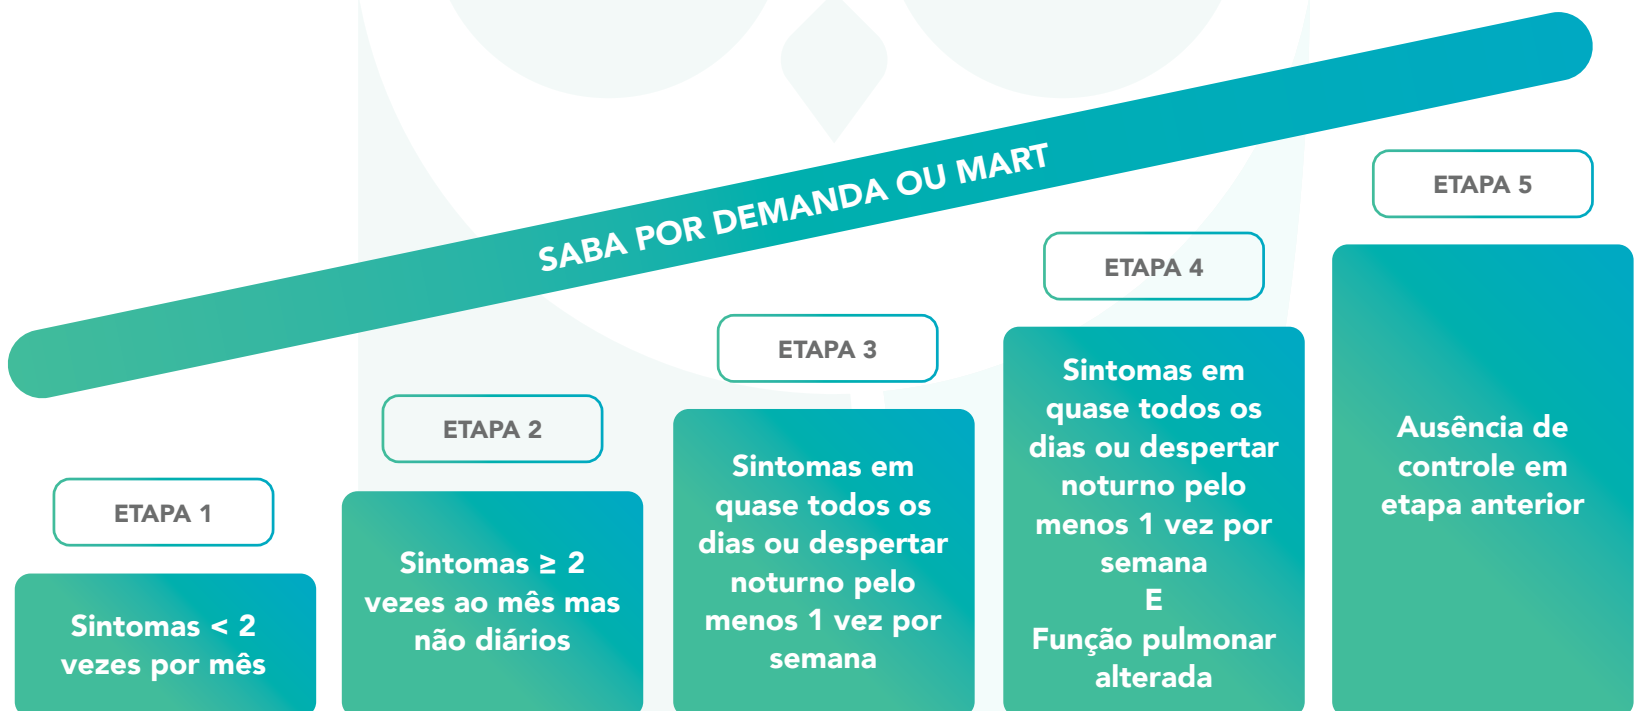 SABA POR DEMANDA OU MART
ETAPA 1
Sintomas < 2
vezes por mês
ETAPA 2
Sintomas ≥ 2
vezes ao mês mas
não diários
ETAPA 3
Sintomas em
quase todos os
dias ou despertar
noturno pelo
menos 1 vez por
semana
ETAPA 4
Sintomas em
quase todos os
dias ou despertar
noturno pelo
menos 1 vez por
semana
E
Função pulmonar
alterada
ETAPA 5
Ausência de
controle em
etapa anterior